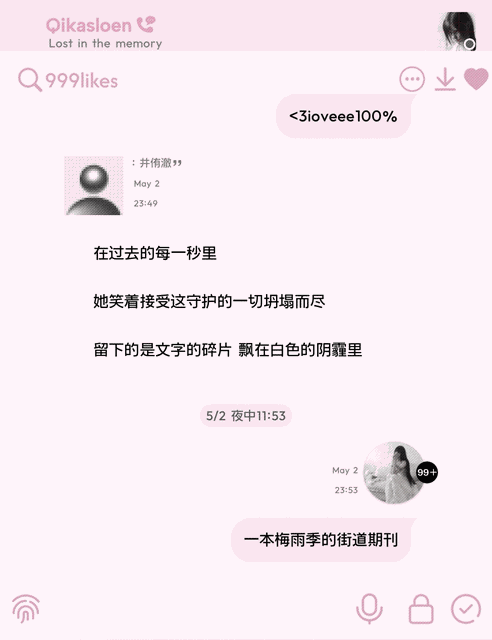 Qikasloen
Lost in the memory
999likes
<3ioveee100%
：井侑澈”
May 2
23:49
在过去的每一秒里
她笑着接受这守护的一切坍塌而尽
留下的是文字的碎片 飘在白色的阴霾里
5/2 夜中11:53
May 2
23:53
99+
一本梅雨季的街道期刊